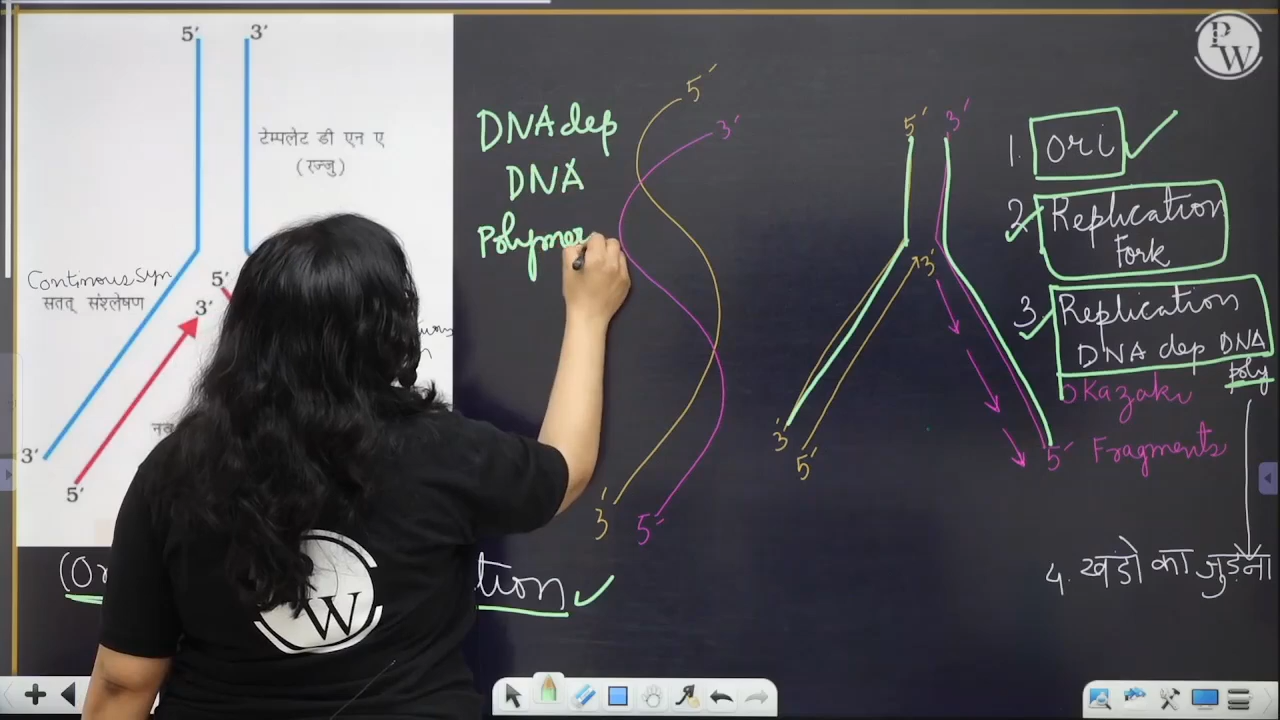 5′ 3′
टेम्पलेट डी एन ए
(रज्जु)
Continous Syn
सतत् संश्लेषण
5′
3′
3′
5′
DNA dep
DNA
Polymer
5′
3′
3′
5′
5′ 3′
3′
3′
5′
5′
1. Ori
2. Replication
Fork
3. Replication
DNA dep DNA
poly
Okazaki
Fragments
4. खंडो का जुड़ना
(Or
tion
P
W
W